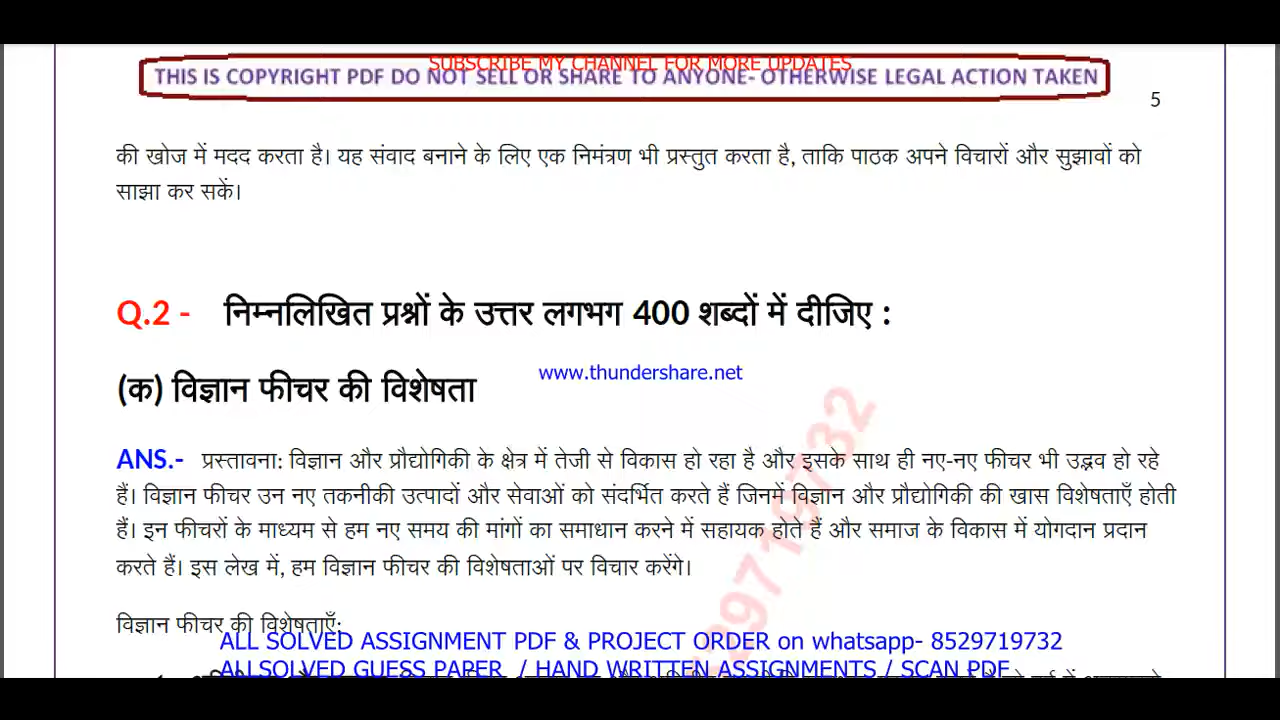 SUBSCRIBE MY CHANNEL FOR MORE UPDATES
THIS IS COPYRIGHT PDF DO NOT SELL OR SHARE TO ANYONE- OTHERWISE LEGAL ACTION TAKEN
5
की खोज में मदद करता है। यह संवाद बनाने के लिए एक निमंत्रण भी प्रस्तुत करता है, ताकि पाठक अपने विचारों और सुझावों को
साझा कर सकें।
Q.2 - निम्नलिखित प्रश्नों के उत्तर लगभग 400 शब्दों में दीजिए :
www.thundershare.net
(क) विज्ञान फीचर की विशेषता
ANS.- प्रस्तावना: विज्ञान और प्रौद्योगिकी के क्षेत्र में तेजी से विकास हो रहा है और इसके साथ ही नए-नए फीचर भी उद्भव हो रहे
हैं। विज्ञान फीचर उन नए तकनीकी उत्पादों और सेवाओं को संदर्भित करते हैं जिनमें विज्ञान और प्रौद्योगिकी की खास विशेषताएँ होती
हैं। इन फीचरों के माध्यम से हम नए समय की मांगों का समाधान करने में सहायक होते हैं और समाज के विकास में योगदान प्रदान
करते हैं। इस लेख में, हम विज्ञान फीचर की विशेषताओं पर विचार करेंगे।
विज्ञान फीचर की विशेषताएँ:
ALL SOLVED ASSIGNMENT PDF & PROJECT ORDER on whatsapp- 8529719732
ALLSOLVED GUESS PAPER / HAND WRITTEN ASSIGNMENTS / SCAN PDF